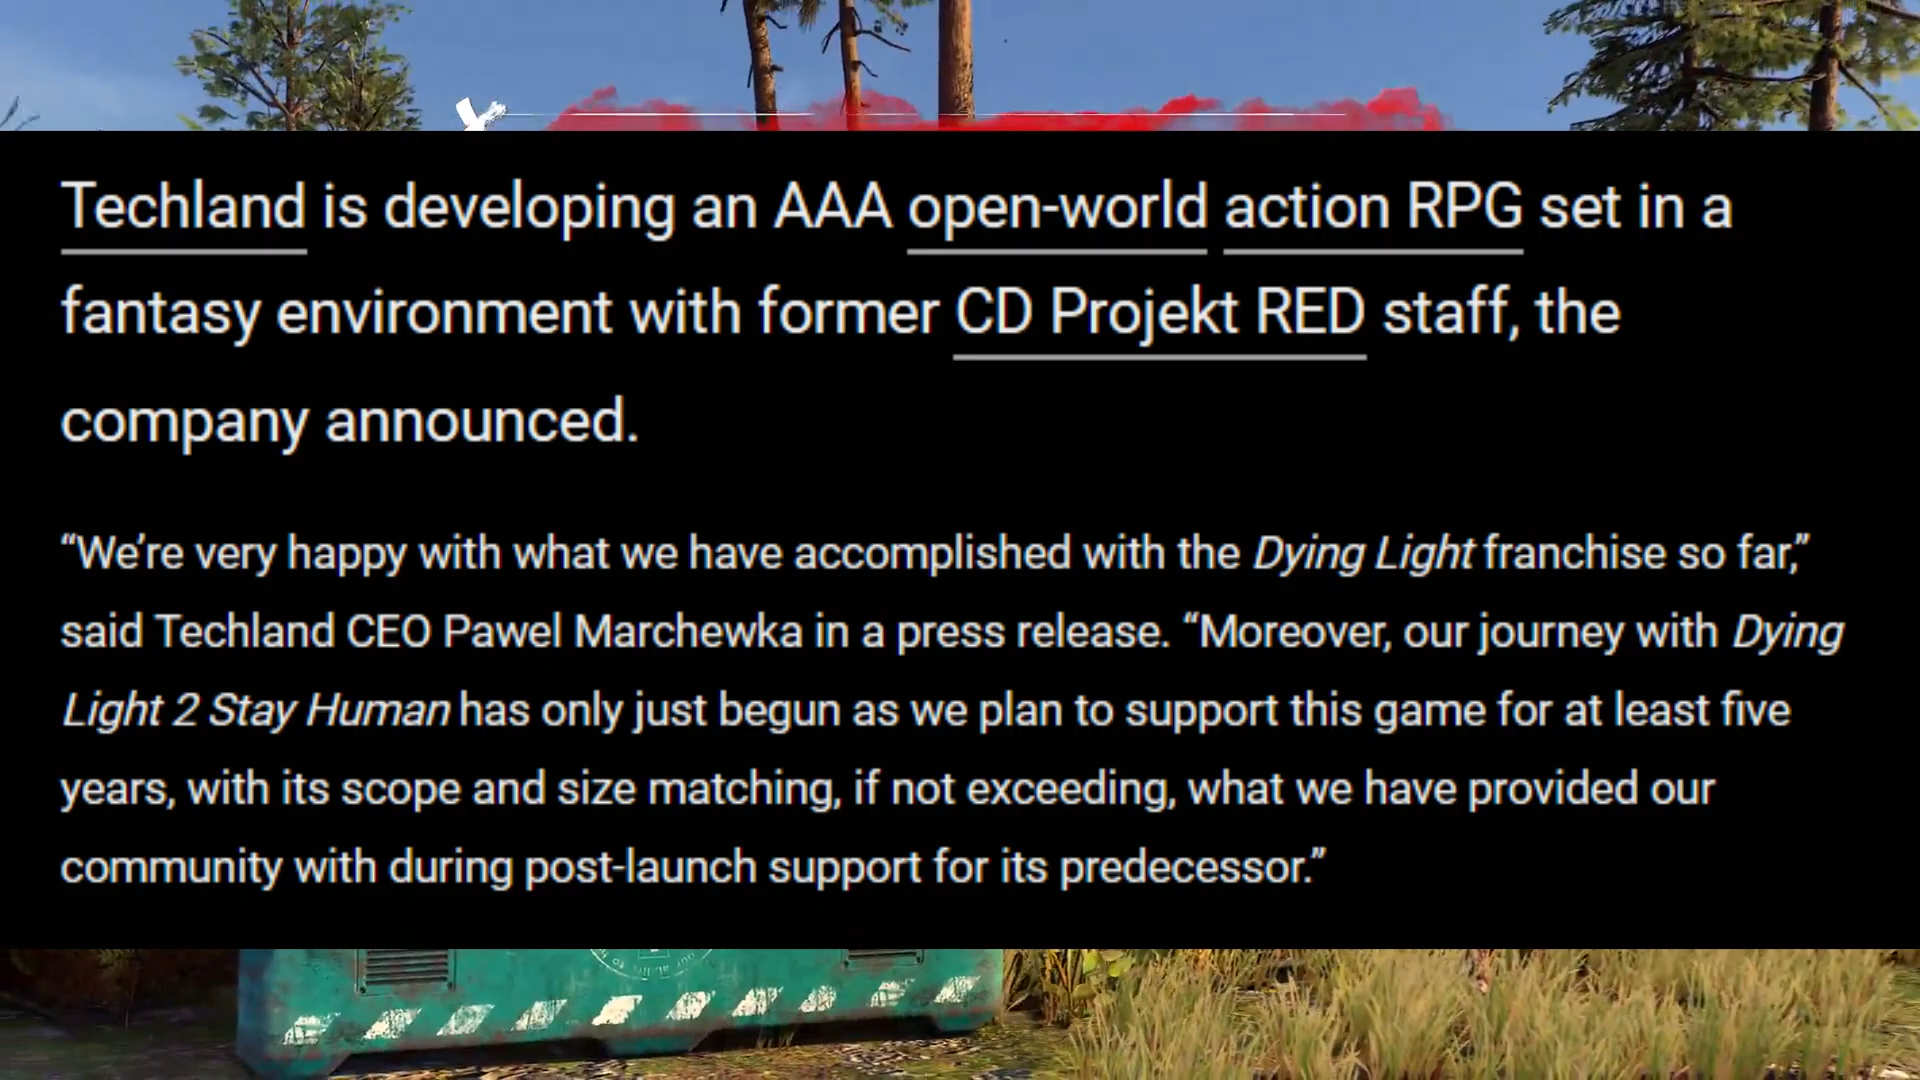 Techland is developing an AAA open-world action RPG set in a
fantasy environment with former CD Projekt RED staff, the
company announced.
“We’re very happy with what we have accomplished with the Dying Light franchise so far,”
said Techland CEO Pawel Marchewka in a press release. “Moreover, our journey with Dying
Light 2 Stay Human has only just begun as we plan to support this game for at least five
years, with its scope and size matching, if not exceeding, what we have provided our
community with during post-launch support for its predecessor.”